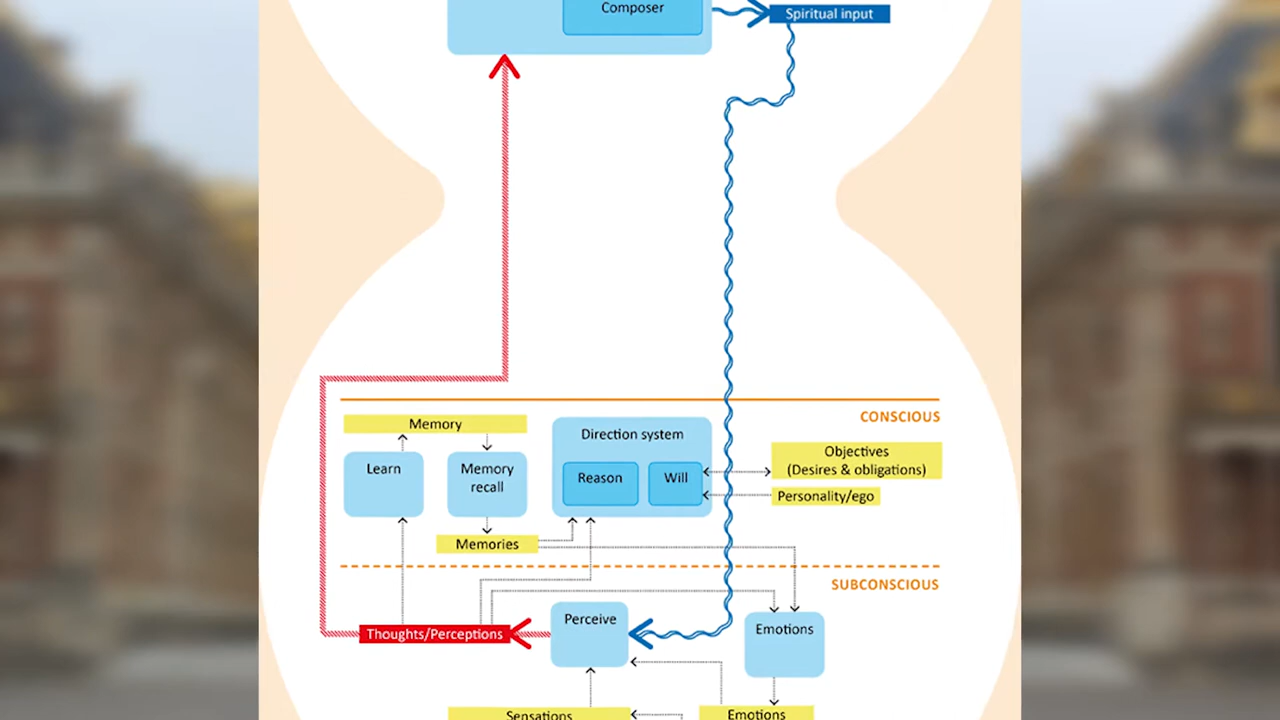 Composer
Spiritual input
CONSCIOUS
Memory
Direction system
Objectives
(Desires & obligations)
Learn
Memory
recall
Reason
Will
Personality/ego
Memories
SUBCONSCIOUS
Thoughts/Perceptions
Perceive
Emotions
Sensations
Emotions